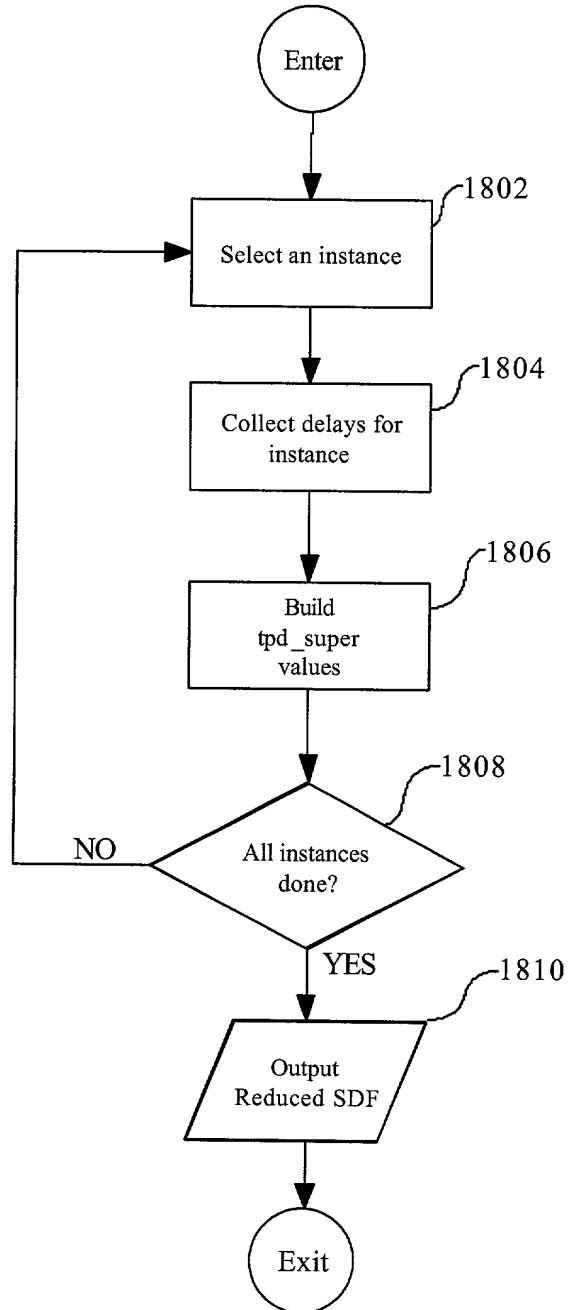 Enter
1802
Select an instance
1804
Collect delays for
instance
1806
Build
tpd_super
values
1808
All instances
done?
NO
YES
1810
Output
Reduced SDF
Exit